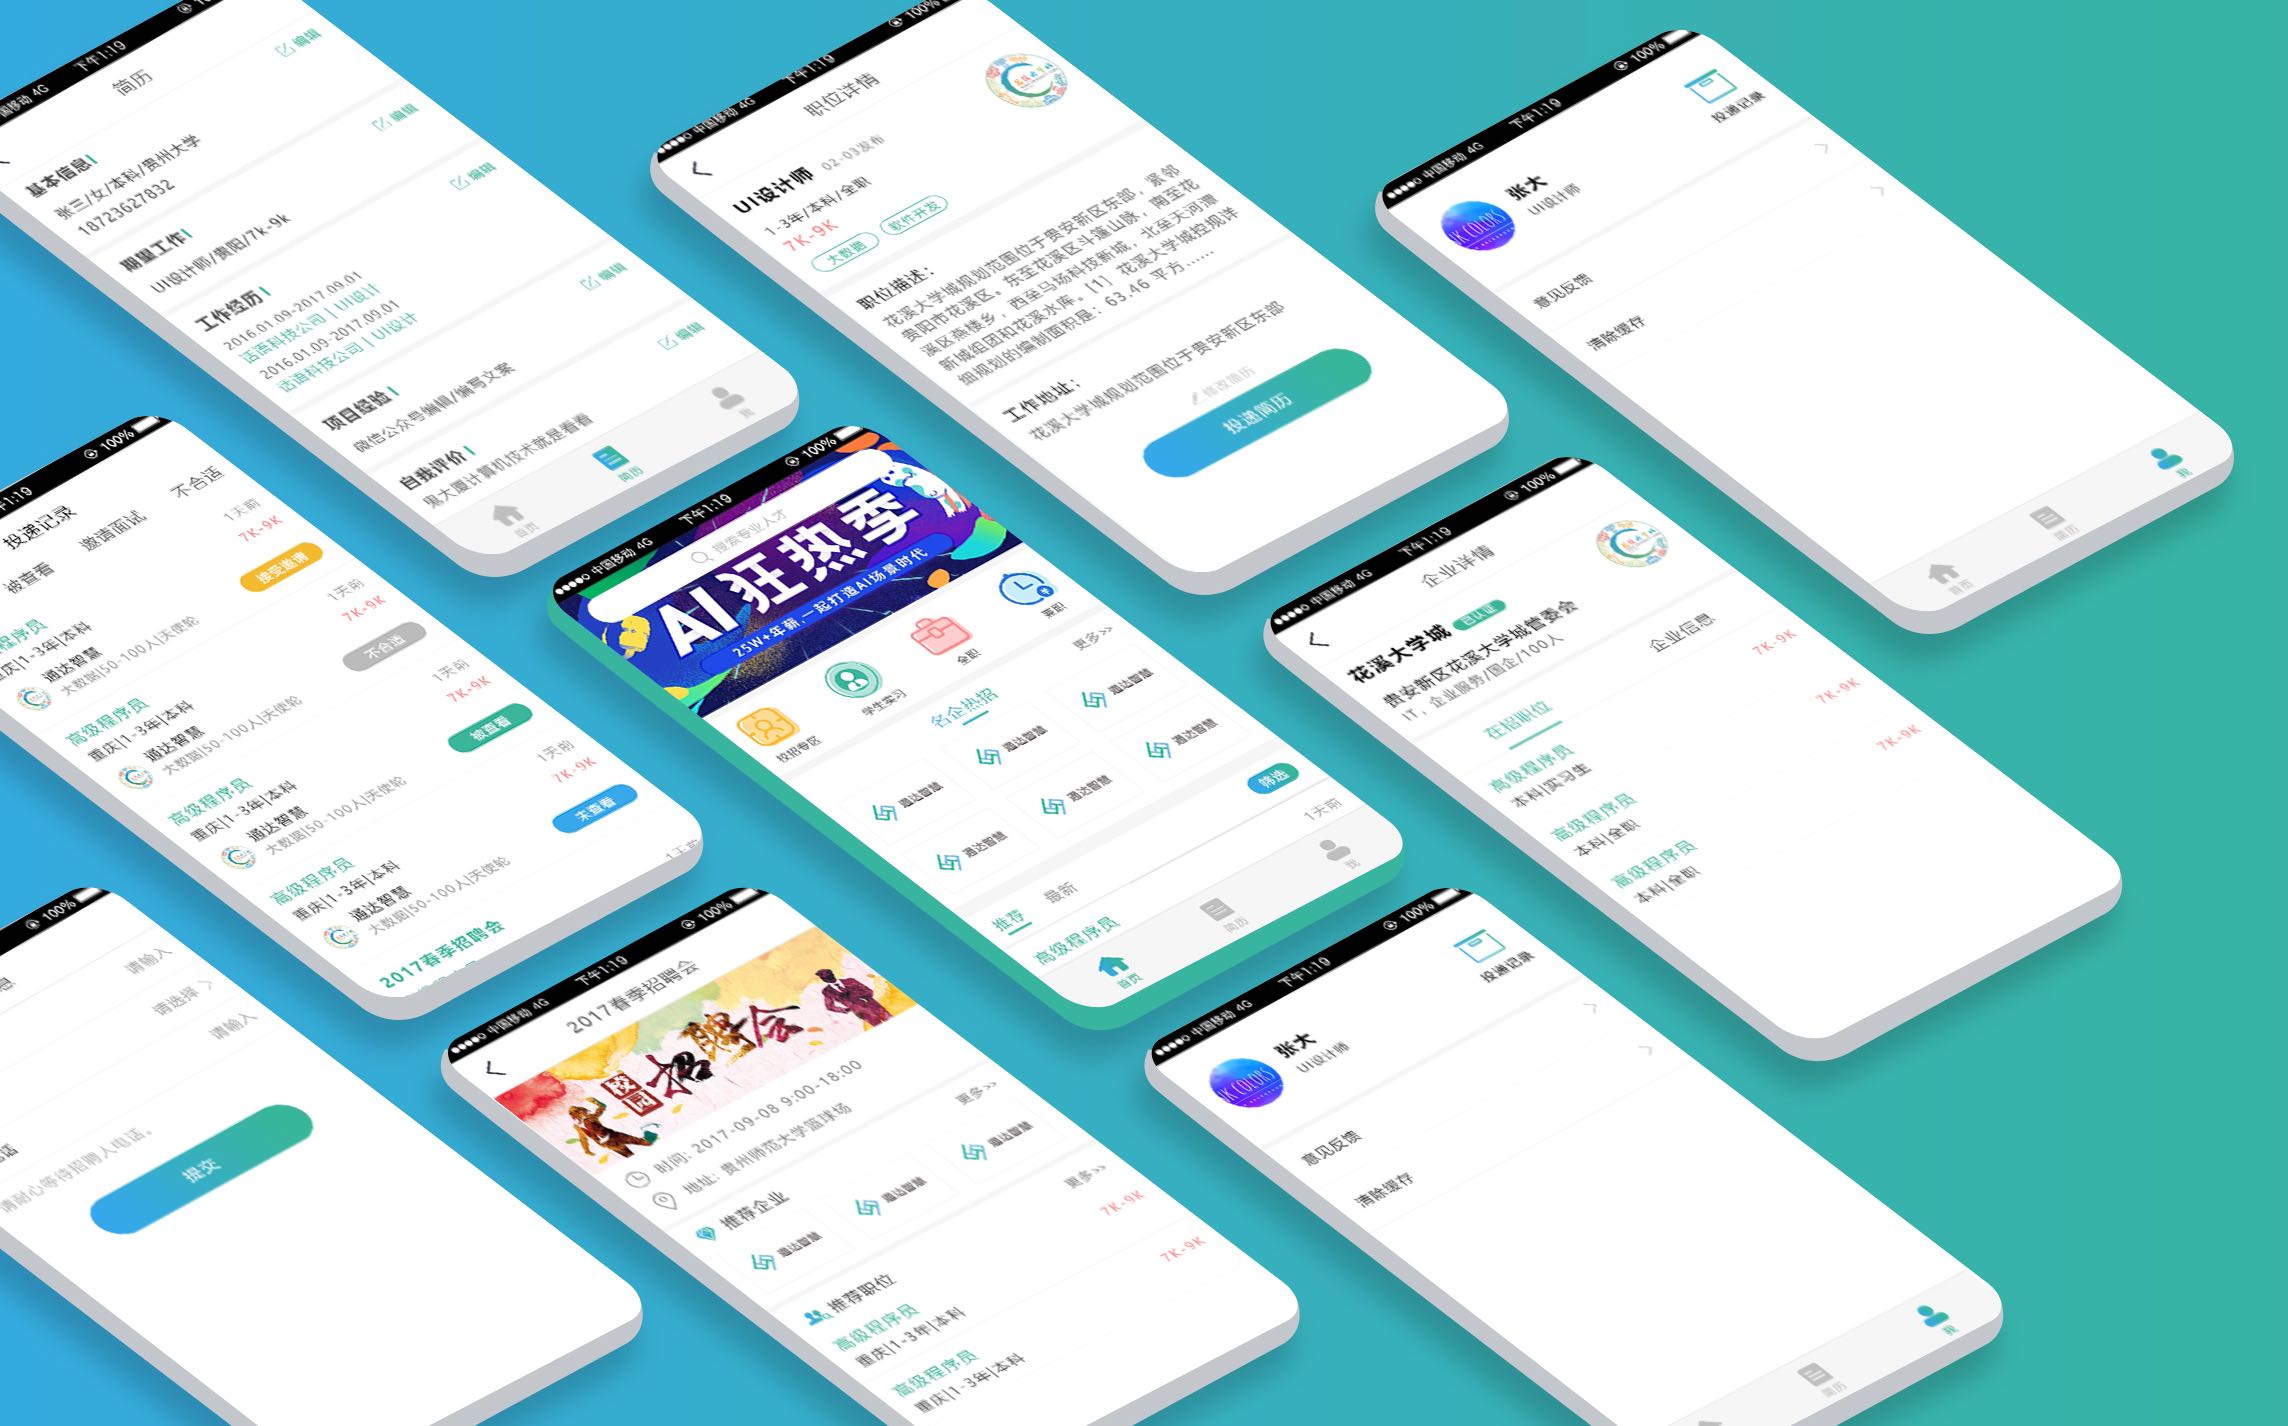 中国移动 4G
下午1:19
简历
编辑
基本信息
张三/女/本科/贵州大学
18723627832
编辑
期望工作
UI设计师/贵阳/7k-9k
编辑
工作经历
2016.01.09-2017.09.01
话语科技公司 | UI设计
2016.01.09-2017.09.01
话语科技公司 | UI设计
编辑
项目经验
微信公众号编辑/编写文案
编辑
自我评价
鬼大厦计算机技术就是看看
首页
简历
我
中国移动 4G
下午1:19
100%
职位详情
UI设计师 02-03发布
1-3年/本科/全职
7K-9K
大数据
软件开发
职位描述：
花溪大学城规划范围位于贵安新区东部，紧邻
贵阳市花溪区。东至花溪区斗篷山脉，南至花
溪区燕楼乡，西至马场科技新城，北至天河潭
新城组团和花溪水库。[1] 花溪大学城控规详
细规划的编制面积是：63.46 平方……
工作地址：
花溪大学城规划范围位于贵安新区东部
修改简历
投递简历
中国移动 4G
下午1:19
100%
张大
UI设计师
投递记录
意见反馈
清除缓存
首页
简历
我
100%
投递记录
被查看
邀请面试
不合适
1天前
7K-9K
重庆|1-3年|本科
通达智慧
大数据|50-100人|天使轮
接受邀请
高级程序员
1天前
重庆|1-3年|本科
7K-9K
通达智慧
大数据|50-100人|天使轮
不合适
高级程序员
1天前
重庆|1-3年|本科
7K-9K
通达智慧
大数据|50-100人|天使轮
被查看
高级程序员
1天前
重庆|1-3年|本科
7K-9K
通达智慧
大数据|50-100人|天使轮
未查看
2017春季招聘会
中国移动 4G
下午1:19
100%
搜索专业人才
AI狂热季
25W+年薪,一起打造AI场景时代
校招专区
学生实习
全职
兼职
名企热招
更多>>
通达智慧
通达智慧
通达智慧
通达智慧
通达智慧
通达智慧
推荐
最新
筛选
高级程序员
1天前
首页
简历
我
中国移动 4G
下午1:19
100%
企业详情
花溪大学城
已认证
贵安新区花溪大学城管委会
IT，企业服务/国企/100人
在招职位
企业信息
高级程序员
本科|实习生
7K-9K
高级程序员
本科|全职
7K-9K
高级程序员
本科|全职
7K-9K
100%
请输入
请选择
请输入
请耐心等待招聘人电话。
提交
中国移动 4G
下午1:19
100%
2017春季招聘会
校园
招聘会
时间: 2017-09-08 9:00-18:00
地址: 贵州师范大学篮球场
推荐企业
更多>>
通达智慧
通达智慧
通达智慧
推荐职位
更多>>
高级程序员
重庆|1-3年|本科
7K-9K
高级程序员
重庆|1-3年|本科
7K-9K
中国移动 4G
下午1:19
100%
张大
UI设计师
投递记录
意见反馈
清除缓存
简历
我